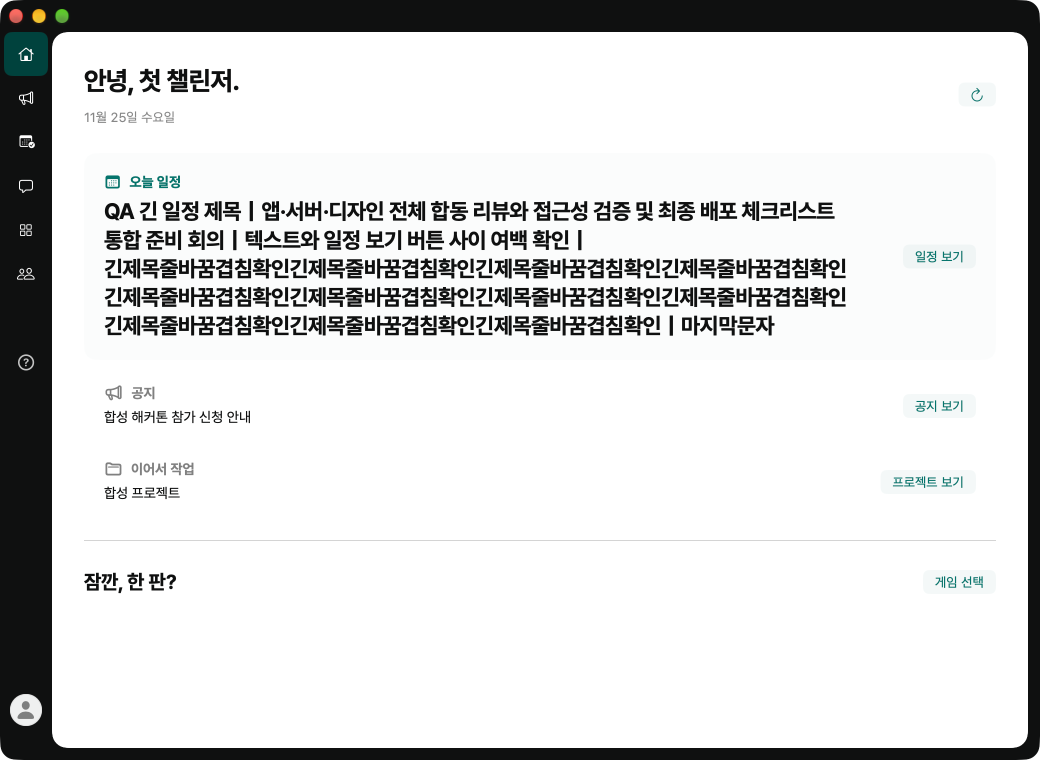 안녕, 첫 챌린저.
11월 25일 수요일
오늘 일정
QA 긴 일정 제목 | 앱·서버·디자인 전체 합동 리뷰와 접근성 검증 및 최종 배포 체크리스트
통합 준비 회의 | 텍스트와 일정 보기 버튼 사이 여백 확인 |
긴제목줄바꿈겹침확인긴제목줄바꿈겹침확인긴제목줄바꿈겹침확인긴제목줄바꿈겹침확인
긴제목줄바꿈겹침확인긴제목줄바꿈겹침확인긴제목줄바꿈겹침확인긴제목줄바꿈겹침확인
긴제목줄바꿈겹침확인긴제목줄바꿈겹침확인긴제목줄바꿈겹침확인 | 마지막문자
일정 보기
공지
합성 해커톤 참가 신청 안내
공지 보기
이어서 작업
합성 프로젝트
프로젝트 보기
잠깐, 한 판?
게임 선택